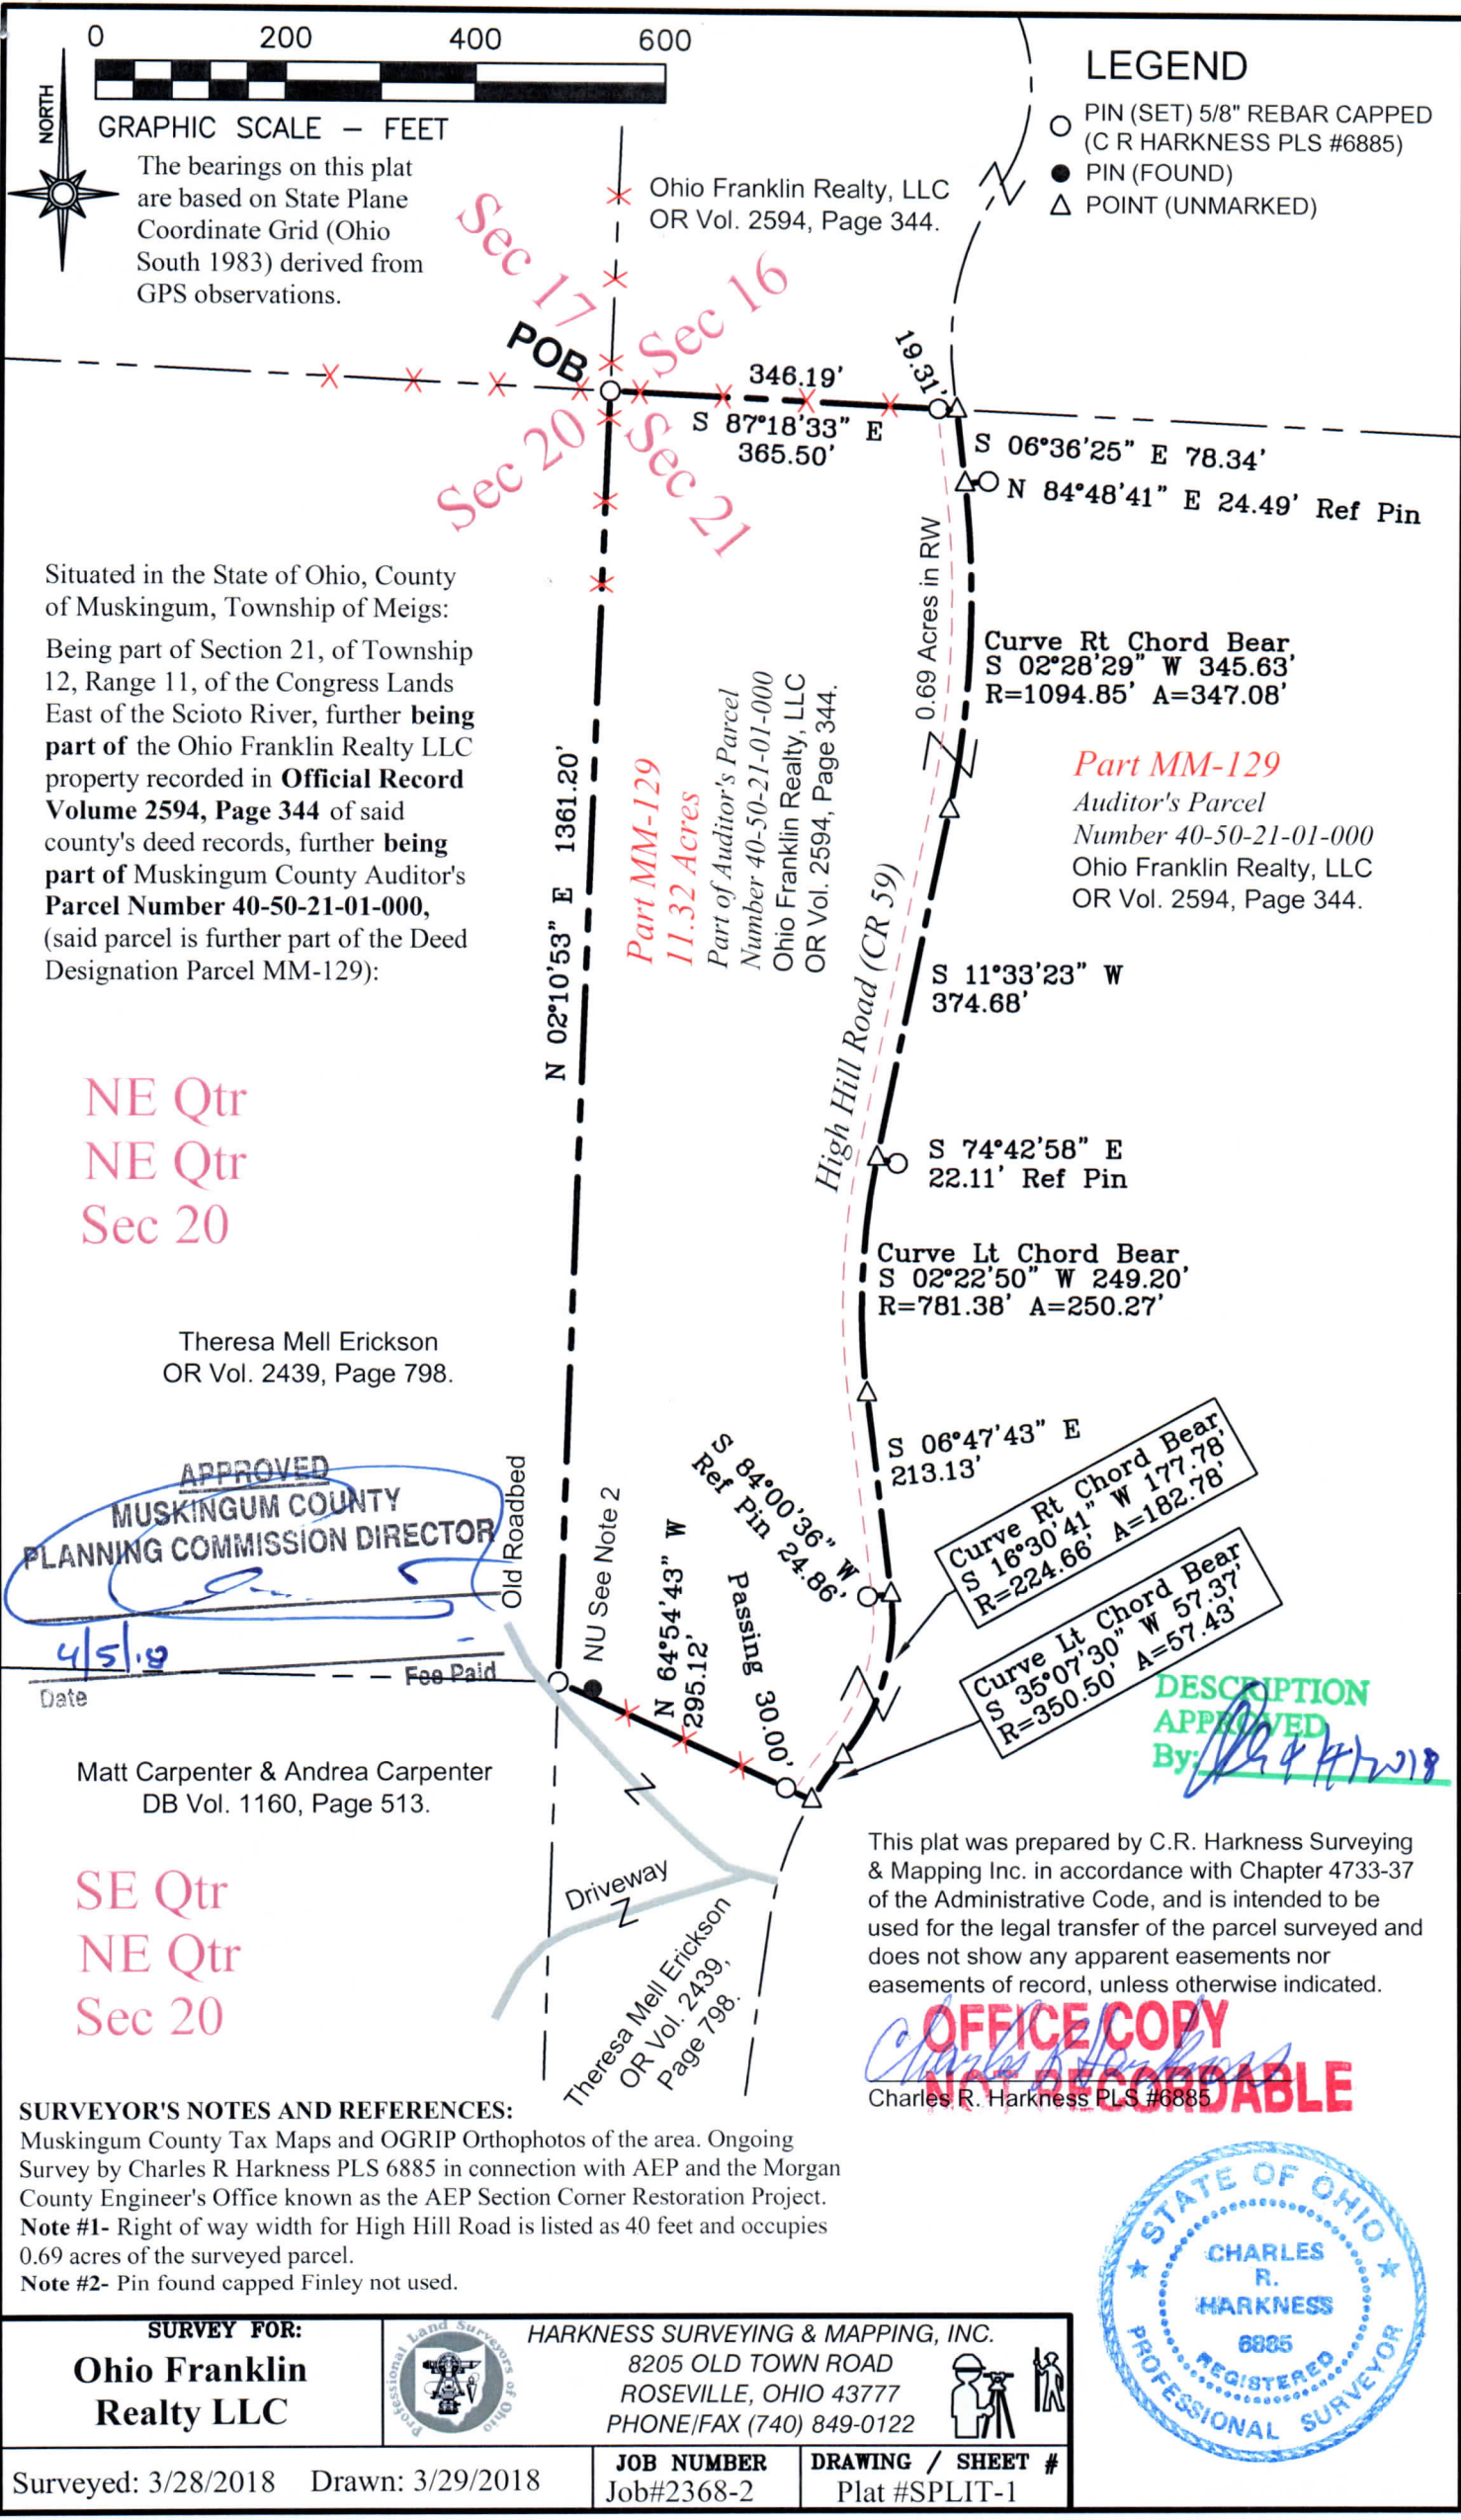 0 200 400 600
GRAPHIC SCALE – FEET
NORTH
The bearings on this plat
are based on State Plane
Coordinate Grid (Ohio
South 1983) derived from
GPS observations.
LEGEND
PIN (SET) 5/8" REBAR CAPPED
(C R HARKNESS PLS #6885)
PIN (FOUND)
POINT (UNMARKED)
Ohio Franklin Realty, LLC
OR Vol. 2594, Page 344.
Sec 17
Sec 16
POB
Sec 20
Sec 21
346.19'
S 87°18'33" E
365.50'
19.31'
S 06°36'25" E 78.34'
N 84°48'41" E 24.49' Ref Pin
0.69 Acres in RW
Curve Rt Chord Bear
S 02°28'29" W 345.63'
R=1094.85' A=347.08'
Situated in the State of Ohio, County
of Muskingum, Township of Meigs:
Being part of Section 21, of Township
12, Range 11, of the Congress Lands
East of the Scioto River, further being
part of the Ohio Franklin Realty LLC
property recorded in Official Record
Volume 2594, Page 344 of said
county's deed records, further being
part of Muskingum County Auditor's
Parcel Number 40-50-21-01-000,
(said parcel is further part of the Deed
Designation Parcel MM-129):
N 02°10'53" E 1361.20'
Part MM-129
11.32 Acres
Part of Auditor's Parcel
Number 40-50-21-01-000
Ohio Franklin Realty, LLC
OR Vol. 2594, Page 344.
Part MM-129
Auditor's Parcel
Number 40-50-21-01-000
Ohio Franklin Realty, LLC
OR Vol. 2594, Page 344.
High Hill Road (CR 59)
S 11°33'23" W
374.68'
NE Qtr
NE Qtr
Sec 20
S 74°42'58" E
22.11' Ref Pin
Curve Lt Chord Bear
S 02°22'50" W 249.20'
R=781.38' A=250.27'
Theresa Mell Erickson
OR Vol. 2439, Page 798.
S 06°47'43" E
213.13'
S 84°00'36" W
Ref Pin 24.86'
Curve Rt Chord Bear
S 16°30'41" W 177.78'
R=224.66' A=182.78'
Curve Lt Chord Bear
S 35°07'30" W 57.37'
R=350.50' A=57.43'
APPROVED
MUSKINGUM COUNTY
PLANNING COMMISSION DIRECTOR
4/5/18
Date
Fee Paid
Old Roadbed
NU See Note 2
N 64°54'43" W
295.12'
Passing 30.00'
DESCRIPTION
APPROVED
By:
Matt Carpenter & Andrea Carpenter
DB Vol. 1160, Page 513.
SE Qtr
NE Qtr
Sec 20
Driveway
Theresa Mell Erickson
OR Vol. 2439,
Page 798.
This plat was prepared by C.R. Harkness Surveying
& Mapping Inc. in accordance with Chapter 4733-37
of the Administrative Code, and is intended to be
used for the legal transfer of the parcel surveyed and
does not show any apparent easements nor
easements of record, unless otherwise indicated.
OFFICE COPY
NOT RECORDABLE
Charles R Harkness
Charles R. Harkness PLS #6885
SURVEYOR'S NOTES AND REFERENCES:
Muskingum County Tax Maps and OGRIP Orthophotos of the area. Ongoing
Survey by Charles R Harkness PLS 6885 in connection with AEP and the Morgan
County Engineer's Office known as the AEP Section Corner Restoration Project.
Note #1- Right of way width for High Hill Road is listed as 40 feet and occupies
0.69 acres of the surveyed parcel.
Note #2- Pin found capped Finley not used.
STATE OF OHIO
CHARLES
R.
HARKNESS
6885
REGISTERED
PROFESSIONAL SURVEYOR
SURVEY FOR:
Ohio Franklin
Realty LLC
Professional Land Surveyors of Ohio
HARKNESS SURVEYING & MAPPING, INC.
8205 OLD TOWN ROAD
ROSEVILLE, OHIO 43777
PHONE/FAX (740) 849-0122
Surveyed: 3/28/2018 Drawn: 3/29/2018
JOB NUMBER
Job#2368-2
DRAWING / SHEET #
Plat #SPLIT-1